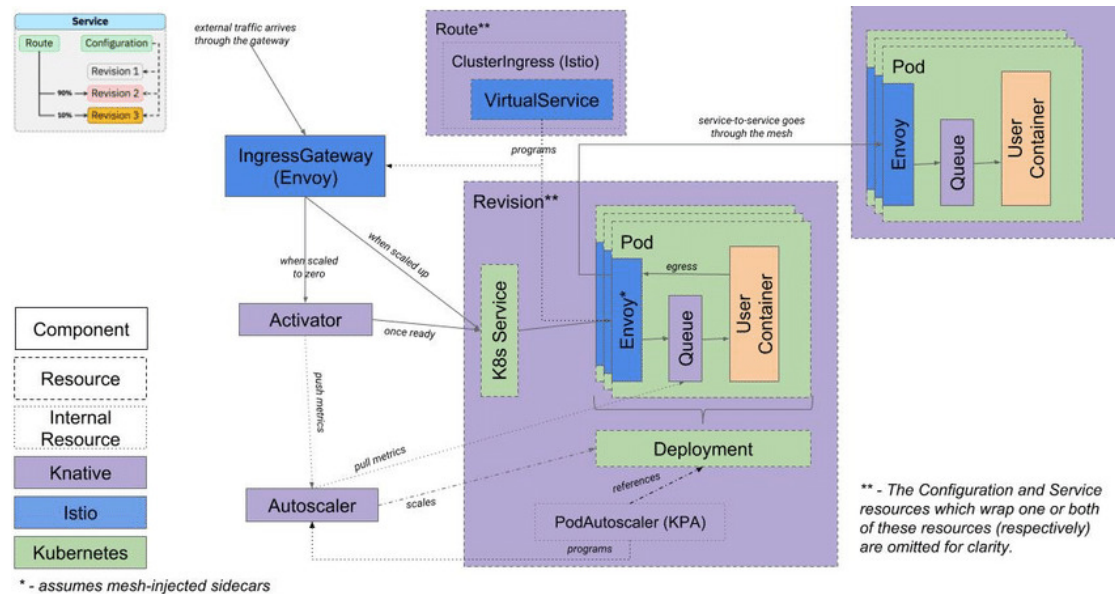 Service
Route
Configuration
Revision 1
90%
Revision 2
10%
Revision 3
external traffic arrives
through the gateway
Route**
ClusterIngress (Istio)
VirtualService
programs
IngressGateway
(Envoy)
service-to-service goes
through the mesh
Pod
Envoy
Queue
User
Container
Revision**
when scaled
to zero
when scaled up
Activator
once ready
K8s Service
Pod
egress
Envoy*
Queue
User
Container
push metrics
pull metrics
Deployment
references
Autoscaler
scales
PodAutoscaler (KPA)
programs
Component
Resource
Internal
Resource
Knative
Istio
Kubernetes
* - assumes mesh-injected sidecars
** - The Configuration and Service
resources which wrap one or both
of these resources (respectively)
are omitted for clarity.